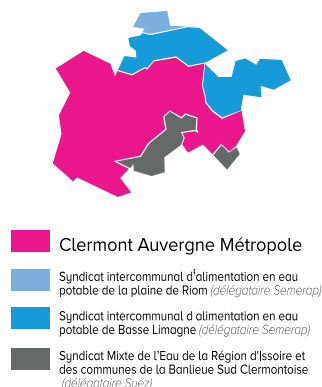 Clermont Auvergne Métropole
Syndicat intercommunal d'alimentation en eau
potable de la plaine de Riom (délégataire Semerap)
Syndicat intercommunal d alimentation en eau
potable de Basse Limagne (délégataire Semerap)
Syndicat Mixte de l'Eau de la Région d'Issoire et
des communes de la Banlieue Sud Clermontoise
(délégataire Suez)